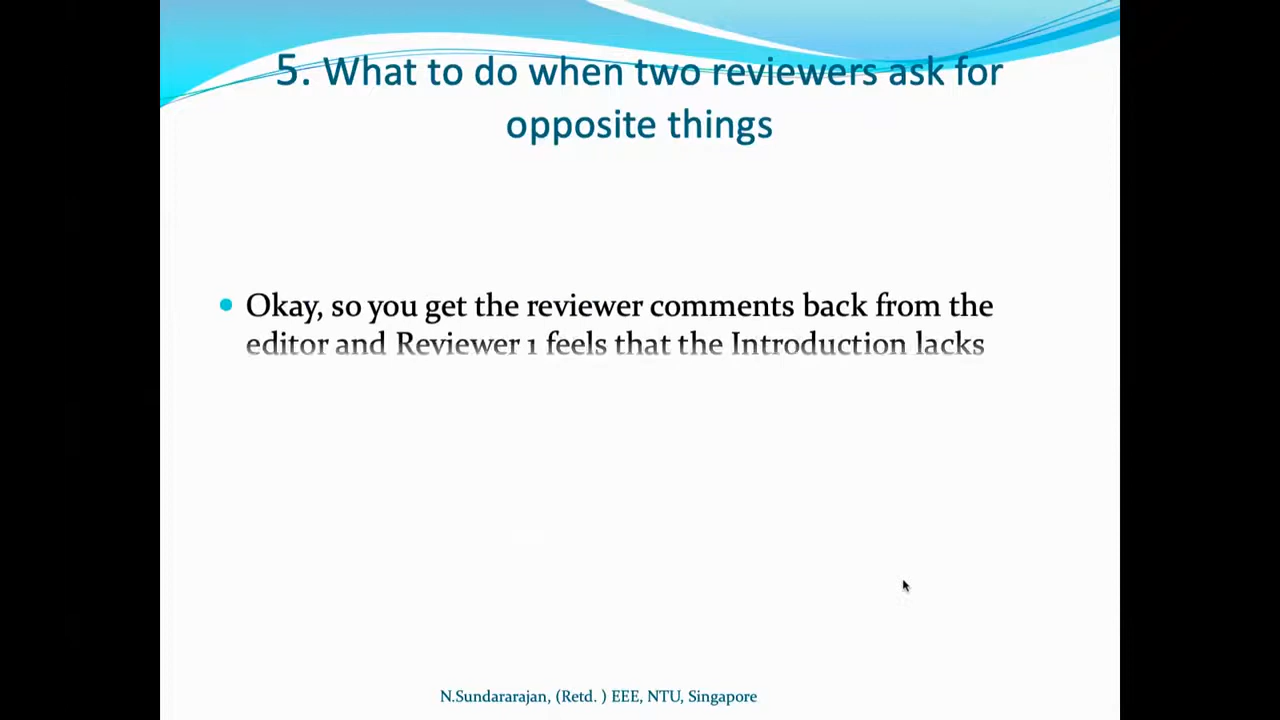 5. What to do when two reviewers ask for
opposite things
• Okay, so you get the reviewer comments back from the
editor and Reviewer 1 feels that the Introduction lacks
N.Sundararajan, (Retd. ) EEE, NTU, Singapore